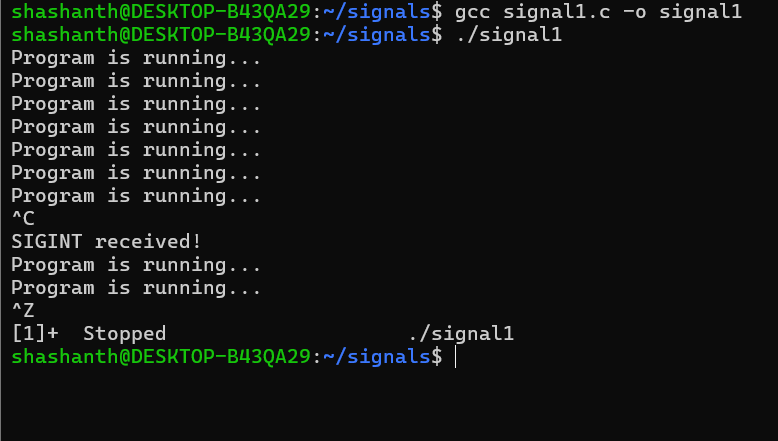 shashanth@DESKTOP-B43QA29:~/signals$ gcc signal1.c -o signal1
shashanth@DESKTOP-B43QA29:~/signals$ ./signal1
Program is running...
Program is running...
Program is running...
Program is running...
Program is running...
Program is running...
Program is running...
^C
SIGINT received!
Program is running...
Program is running...
^Z
[1]+  Stopped                    ./signal1
shashanth@DESKTOP-B43QA29:~/signals$